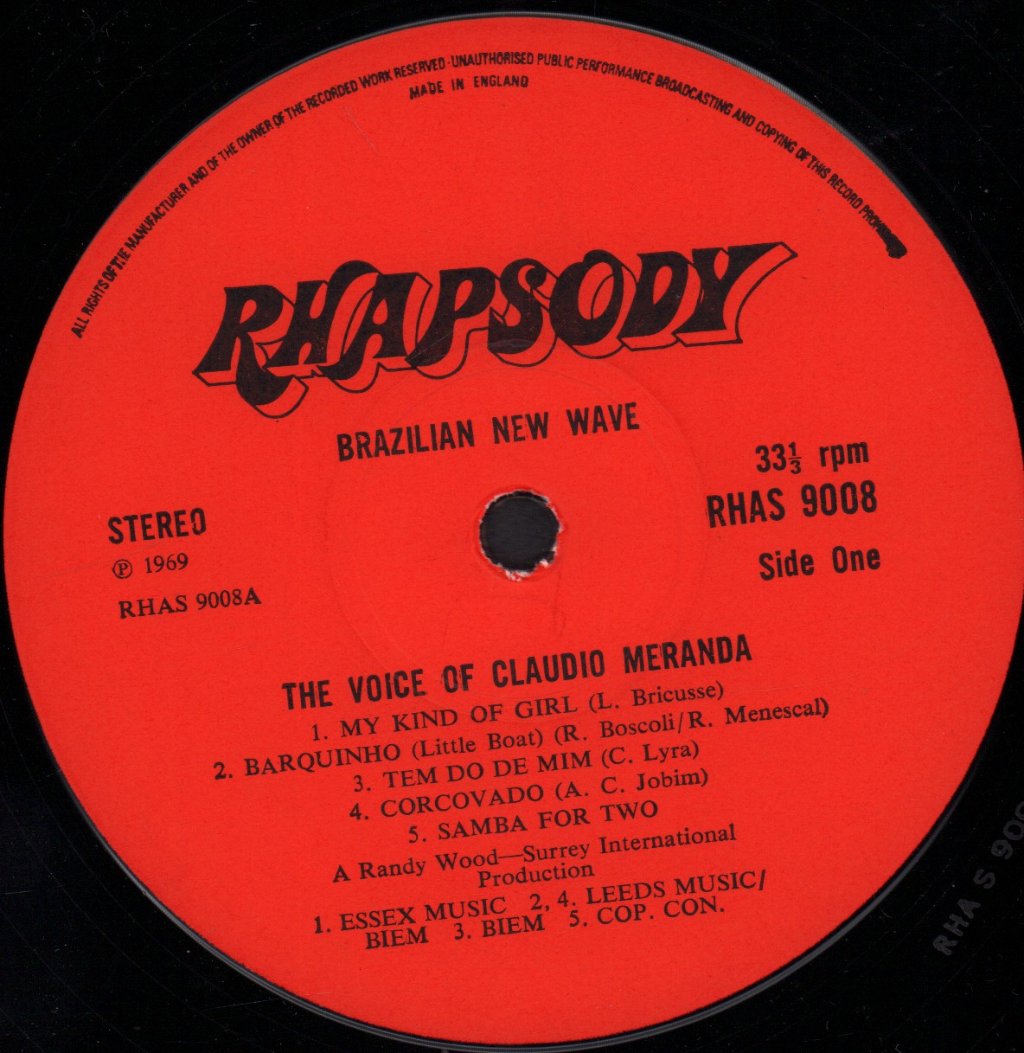 ALL RIGHTS OF THE MANUFACTURER AND OF THE OWNER OF THE RECORDED WORK RESERVED · UNAUTHORISED PUBLIC PERFORMANCE BROADCASTING AND COPYING OF THIS RECORD PROHIBITED
MADE IN ENGLAND
RHAPSODY
BRAZILIAN NEW WAVE
33⅓ rpm
RHAS 9008
Side One
STEREO
℗ 1969
RHAS 9008A
THE VOICE OF CLAUDIO MERANDA
1. MY KIND OF GIRL (L. Bricusse)
2. BARQUINHO (Little Boat) (R. Boscoli/R. Menescal)
3. TEM DO DE MIM (C. Lyra)
4. CORCOVADO (A. C. Jobim)
5. SAMBA FOR TWO
A Randy Wood—Surrey International
Production
1. ESSEX MUSIC 2, 4. LEEDS MUSIC/
BIEM 3. BIEM 5. COP. CON.
RHA S